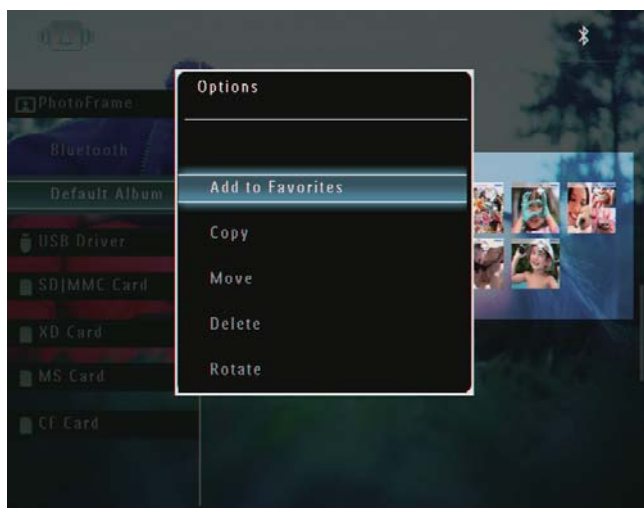 PhotoFrame
Bluetooth
Default Album
USB Driver
SD|MMC Card
XD Card
MS Card
CF Card
Options
Add to Favorites
Copy
Move
Delete
Rotate